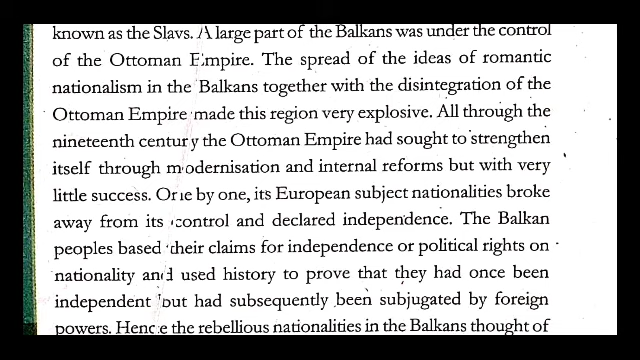 known as the Slavs. A large part of the Balkans was under the control
of the Ottoman Empire. The spread of the ideas of romantic
nationalism in the Balkans together with the disintegration of the
Ottoman Empire made this region very explosive. All through the
nineteenth century the Ottoman Empire had sought to strengthen
itself through modernisation and internal reforms but with very
little success. One by one, its European subject nationalities broke
away from its control and declared independence. The Balkan
peoples based their claims for independence or political rights on
nationality and used history to prove that they had once been
independent but had subsequently been subjugated by foreign
powers. Hence the rebellious nationalities in the Balkans thought of